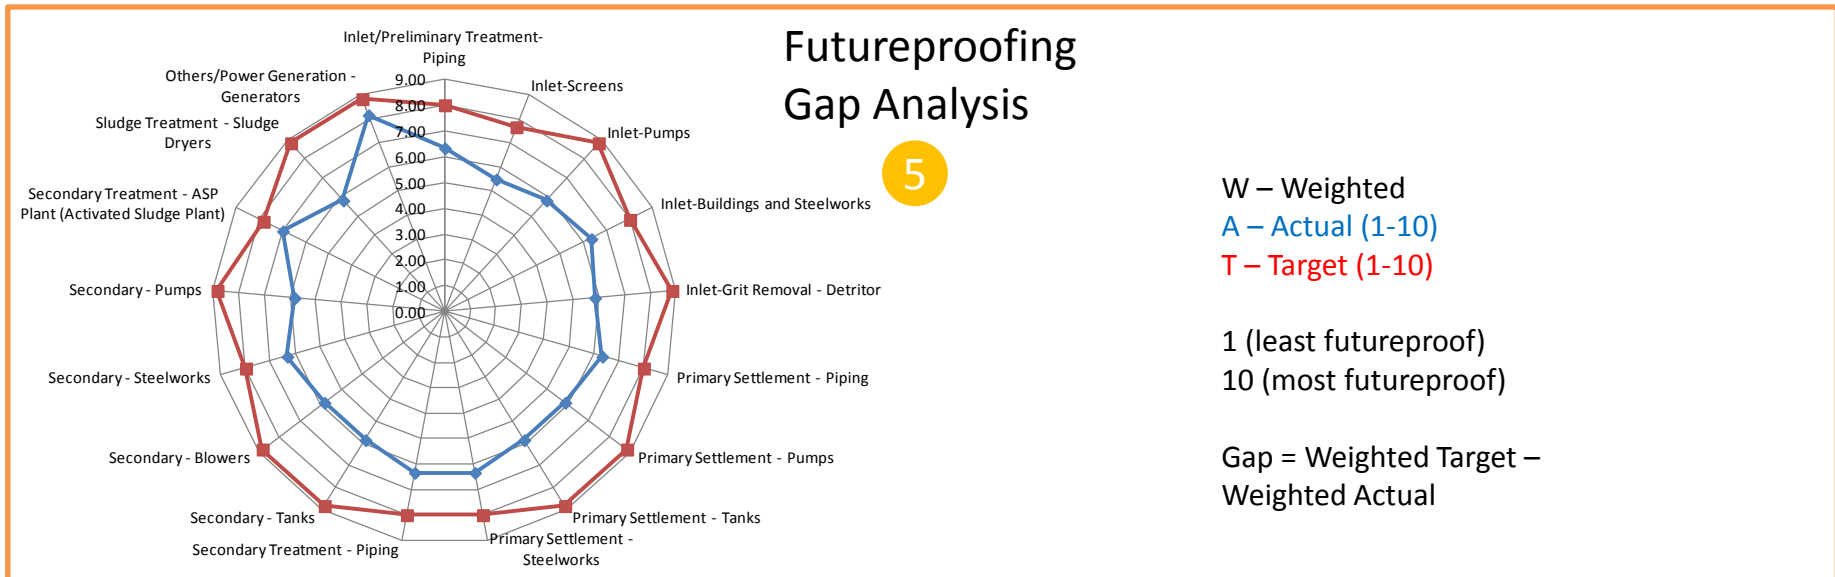 Futureproofing
Gap Analysis
5
Inlet/Preliminary Treatment-
Piping
Inlet-Screens
Inlet-Pumps
Inlet-Buildings and Steelworks
Inlet-Grit Removal - Detritor
Primary Settlement - Piping
Primary Settlement - Pumps
Primary Settlement - Tanks
Primary Settlement -
Steelworks
Secondary Treatment - Piping
Secondary - Tanks
Secondary - Blowers
Secondary - Steelworks
Secondary - Pumps
Secondary Treatment - ASP
Plant (Activated Sludge Plant)
Sludge Treatment - Sludge
Dryers
Others/Power Generation -
Generators
9.00
8.00
7.00
6.00
5.00
4.00
3.00
2.00
1.00
0.00
W – Weighted
A – Actual (1-10)
T – Target (1-10)
1 (least futureproof)
10 (most futureproof)
Gap = Weighted Target –
Weighted Actual